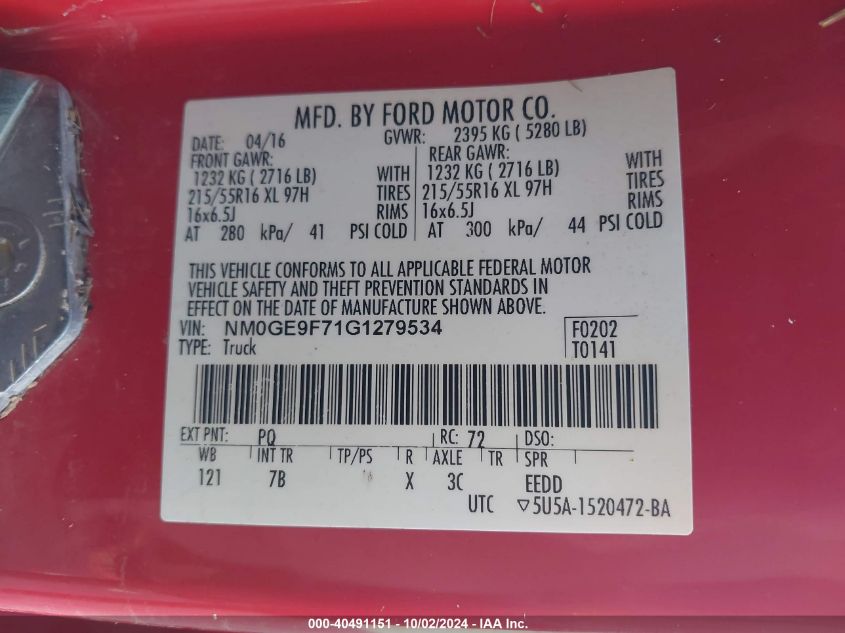 MFD. BY FORD MOTOR CO.
DATE: 04/16 GVWR: 2395 KG ( 5280 LB)
FRONT GAWR: REAR GAWR:
1232 KG ( 2716 LB) WITH 1232 KG ( 2716 LB) WITH
215/55R16 XL 97H TIRES 215/55R16 XL 97H TIRES
16x6.5J RIMS 16x6.5J RIMS
AT 280 kPa/ 41 PSI COLD AT 300 kPa/ 44 PSI COLD
THIS VEHICLE CONFORMS TO ALL APPLICABLE FEDERAL MOTOR
VEHICLE SAFETY AND THEFT PREVENTION STANDARDS IN
EFFECT ON THE DATE OF MANUFACTURE SHOWN ABOVE.
VIN: NM0GE9F71G1279534 F0202
TYPE: Truck T0141
EXT PNT: PQ RC: 72 DSO:
WB INT TR TP/PS R AXLE TR SPR
121 7B X 3C EEDD
UTC ▽5U5A-1520472-BA
000-40491151 - 10/02/2024 - IAA Inc.